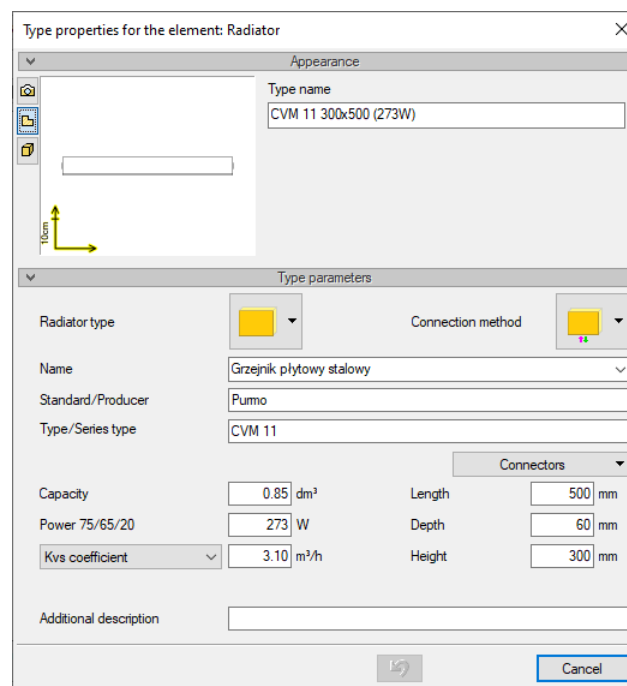 Type properties for the element: Radiator
Appearance
Type name
CVM 11 300x500 (273W)
10cm
Type parameters
Radiator type
Connection method
Name
Grzejnik płytowy stalowy
Standard/Producer
Purmo
Type/Series type
CVM 11
Connectors
Capacity 0.85 dm³ Length 500 mm
Power 75/65/20 273 W Depth 60 mm
Kvs coefficient 3.10 m³/h Height 300 mm
Additional description
Cancel